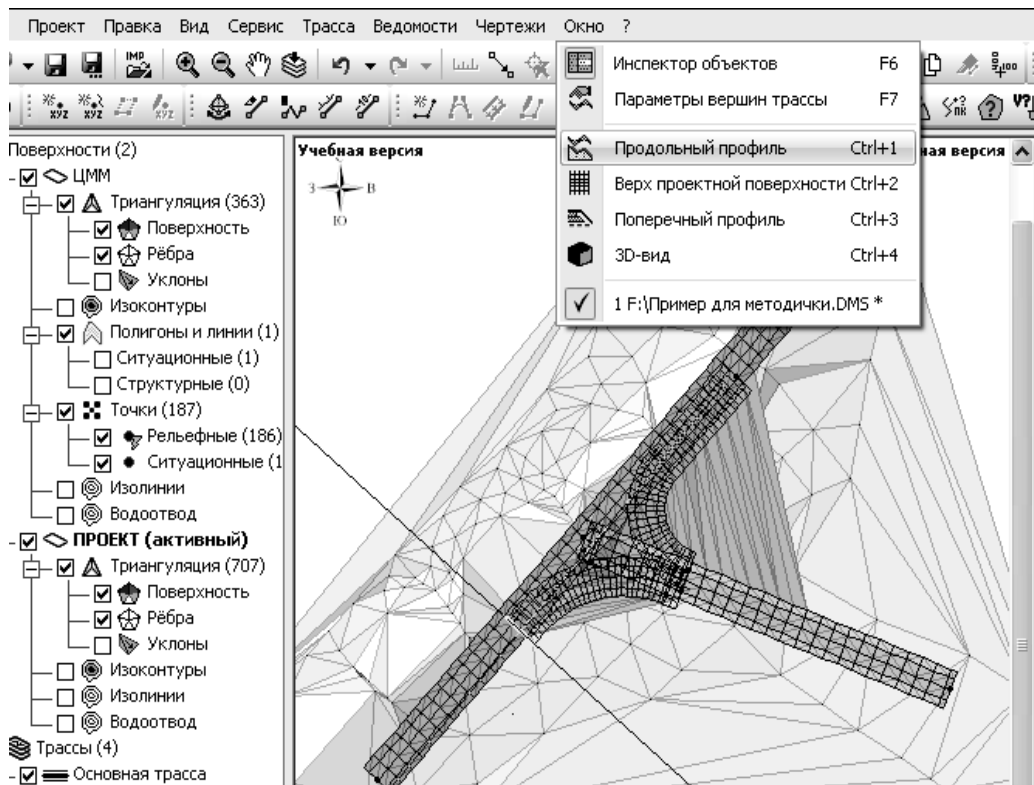 Проект Правка Вид Сервис Трасса Ведомости Чертежи Окно ?
IMP
XYZ XYZ
Инспектор объектов F6
Параметры вершин трассы F7
Продольный профиль Ctrl+1
Верх проектной поверхности Ctrl+2
Поперечный профиль Ctrl+3
3D-вид Ctrl+4
1 F:\Пример для методички.DMS *
Поверхности (2)
ЦММ
Триангуляция (363)
Поверхность
Рёбра
Уклоны
Изоконтуры
Полигоны и линии (1)
Ситуационные (1)
Структурные (0)
Точки (187)
Рельефные (186)
Ситуационные (1
Изолинии
Водоотвод
ПРОЕКТ (активный)
Триангуляция (707)
Поверхность
Рёбра
Уклоны
Изоконтуры
Изолинии
Водоотвод
Трассы (4)
Основная трасса
Учебная версия
ная версия
З В
Ю